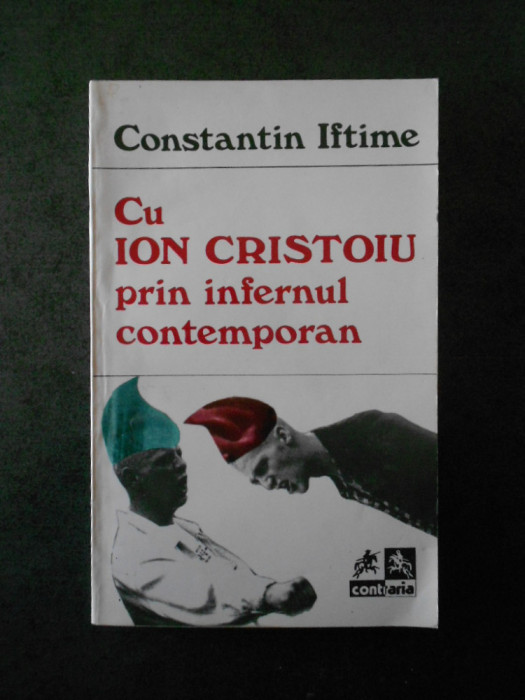 Constantin Iftime
Cu
ION CRISTOIU
prin infernul
contemporan
contraria